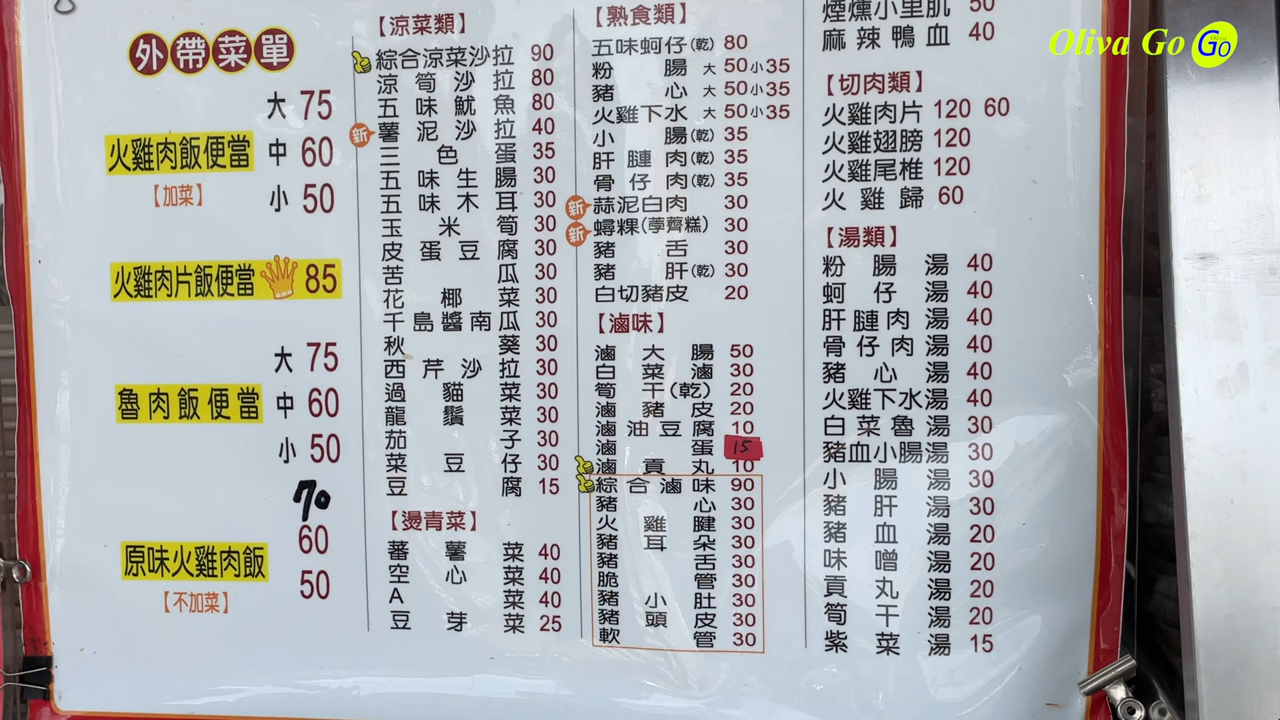 Oliva Go Go
外帶菜單
大 75
火雞肉飯便當 中 60
【加菜】 小 50
火雞肉片飯便當 85
大 75
魯肉飯便當 中 60
小 50
70
60
原味火雞肉飯 50
【不加菜】
【涼菜類】
綜合涼菜沙拉 90
涼筍沙拉 80
五味魷魚 80
新 薯泥沙拉 40
三色蛋 35
五味生腸 30
五味木耳 30
玉米筍 30
皮蛋豆腐 30
苦瓜 30
花椰菜 30
千島醬南瓜 30
秋葵 30
西芹沙拉 30
過貓菜 30
龍鬚菜 30
茄子 30
菜豆仔 30
豆腐 15
【燙青菜】
蕃薯菜 40
空心菜 40
A菜 40
豆芽菜 25
【熟食類】
五味蚵仔(乾) 80
粉腸 大50小35
豬心 大50小35
火雞下水 大50小35
小腸(乾) 35
肝膁肉(乾) 35
骨仔肉(乾) 35
新 蒜泥白肉 30
新 蟳粿(荸薺糕) 30
豬舌 30
豬肝(乾) 30
白切豬皮 20
【滷味】
滷大腸 50
白菜滷 30
筍干(乾) 20
滷豬皮 20
滷油豆腐 10
滷蛋 15
滷貢丸 10
綜合滷味 90
豬心 30
火雞腱 30
豬耳朵 30
豬舌 30
脆管 30
豬小肚 30
豬頭皮 30
軟管 30
煙燻小里肌 50
麻辣鴨血 40
【切肉類】
火雞肉片 120 60
火雞翅膀 120
火雞尾椎 120
火雞歸 60
【湯類】
粉腸湯 40
蚵仔湯 40
肝膁肉湯 40
骨仔肉湯 40
豬心湯 40
火雞下水湯 40
白菜魯湯 30
豬血小腸湯 30
小腸湯 30
豬肝湯 30
豬血湯 20
味噌湯 20
貢丸湯 20
筍干湯 20
紫菜湯 15